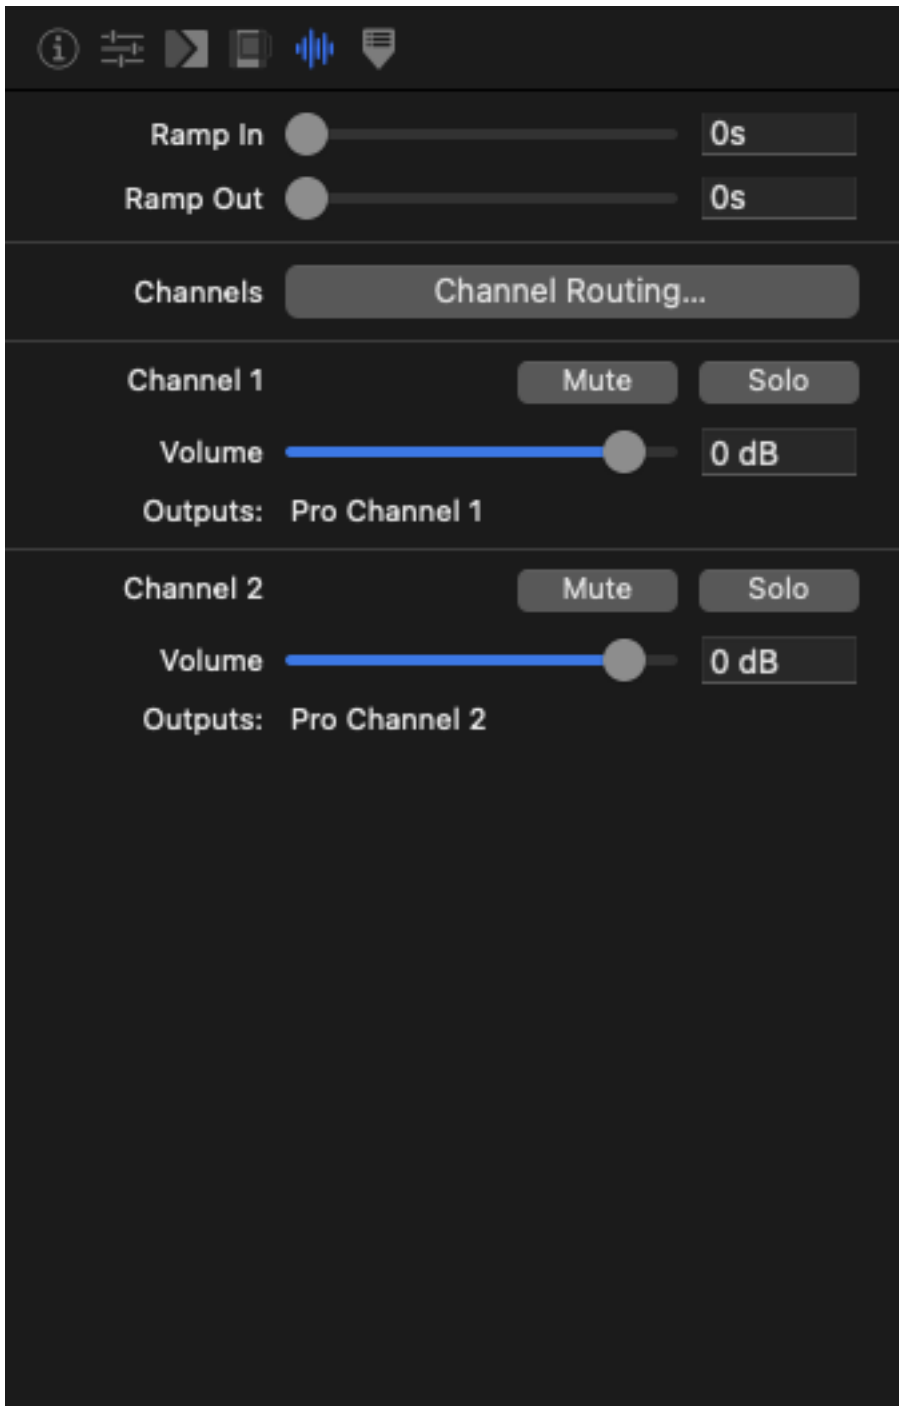 Ramp In 0s
Ramp Out 0s
Channels Channel Routing...
Channel 1 Mute Solo
Volume 0 dB
Outputs: Pro Channel 1
Channel 2 Mute Solo
Volume 0 dB
Outputs: Pro Channel 2